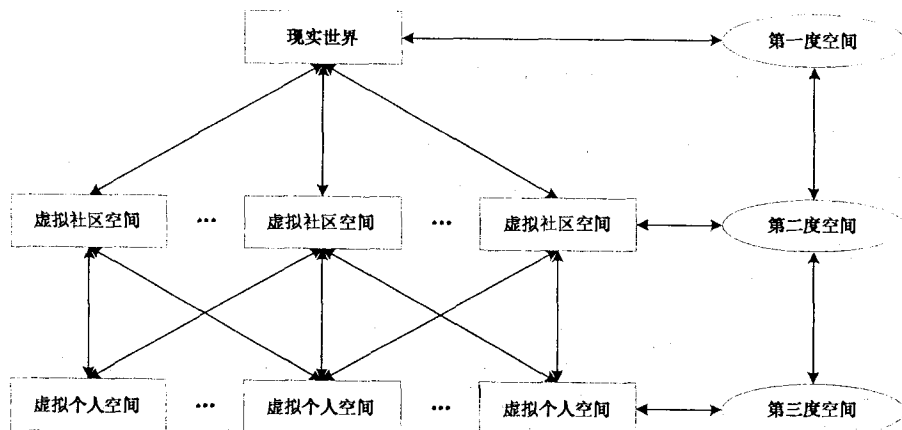 现实世界
第一度空间
虚拟社区空间 ... 虚拟社区空间 ... 虚拟社区空间
第二度空间
虚拟个人空间 ... 虚拟个人空间 ... 虚拟个人空间
第三度空间